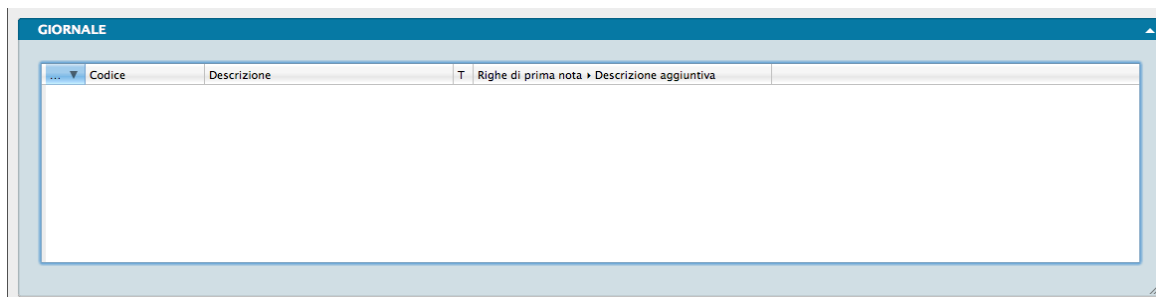 GIORNALE
... ▼ Codice Descrizione T Righe di prima nota ▸ Descrizione aggiuntiva